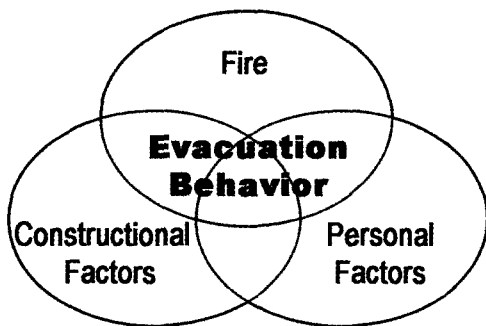 Fire
Evacuation
Behavior
Constructional
Factors
Personal
Factors